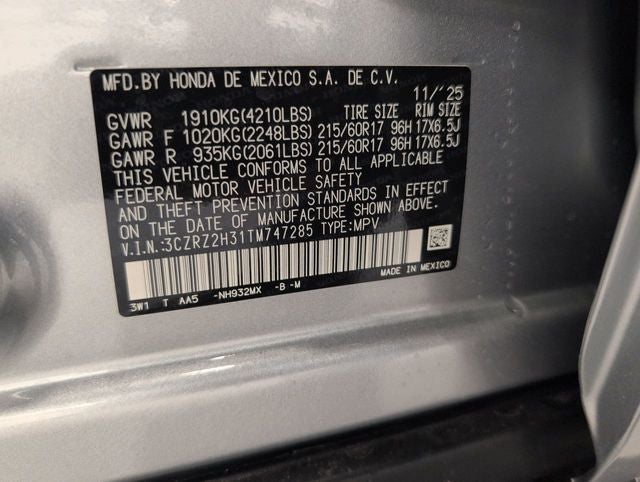 MFD.BY HONDA DE MEXICO S.A. DE C.V.
11/'25
GVWR 1910KG(4210LBS) TIRE SIZE RIM SIZE
GAWR F 1020KG(2248LBS) 215/60R17 96H 17X6.5J
GAWR R 935KG(2061LBS) 215/60R17 96H 17X6.5J
THIS VEHICLE CONFORMS TO ALL APPLICABLE
FEDERAL MOTOR VEHICLE SAFETY
AND THEFT PREVENTION STANDARDS IN EFFECT
ON THE DATE OF MANUFACTURE SHOWN ABOVE.
V.I.N.:3CZRZ2H31TM747285 TYPE:MPV
MADE IN MEXICO
3W1 T AA5 -NH932MX -B -M